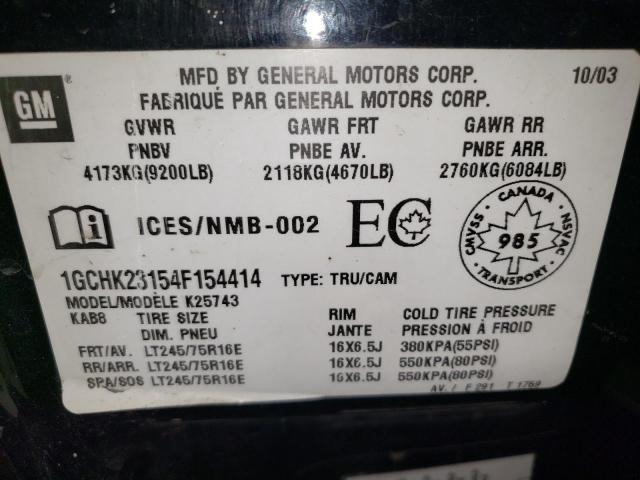 GM
®
MFD BY GENERAL MOTORS CORP. 10/03
FABRIQUÉ PAR GENERAL MOTORS CORP.
GVWR GAWR FRT GAWR RR
PNBV PNBE AV. PNBE ARR.
4173KG(9200LB) 2118KG(4670LB) 2760KG(6084LB)
i ICES/NMB-002 EC
CANADA
CMVSS 985 NSVAC
TRANSPORT
1GCHK23154F154414 TYPE: TRU/CAM
MODEL/MODÈLE K25743
KAB8 TIRE SIZE RIM COLD TIRE PRESSURE
DIM. PNEU JANTE PRESSION À FROID
FRT/AV. LT245/75R16E 16X6.5J 380KPA(55PSI)
RR/ARR. LT245/75R16E 16X6.5J 550KPA(80PSI)
SPA/SOS LT245/75R16E 16X6.5J 550KPA(80PSI)
AV./ F 291 T 1769